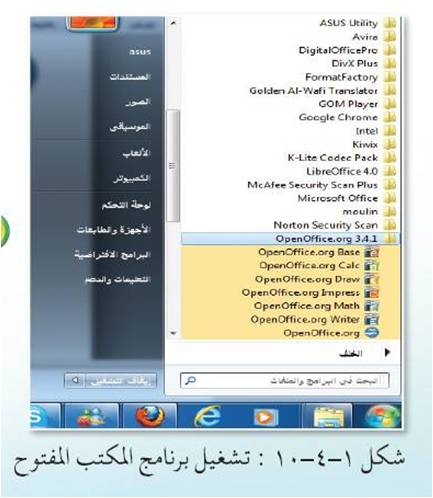 ASUS Utility
Avira
DigitalOfficePro
DivX Plus
FormatFactory
Golden Al-Wafi Translator
GOM Player
Google Chrome
Intel
Kiwix
K-Lite Codec Pack
LibreOffice 4.0
McAfee Security Scan Plus
Microsoft Office
moulin
Norton Security Scan
OpenOffice.org 3.4.1
OpenOffice.org Base
OpenOffice.org Calc
OpenOffice.org Draw
OpenOffice.org Impress
OpenOffice.org Math
OpenOffice.org Writer
OpenOffice.org
الخلف
البحث في البرامج والملفات
asus
المستندات
الصور
الموسيقى
الألعاب
الكمبيوتر
لوحة التحكم
الأجهزة والطابعات
البرامج الافتراضية
التعليمات والدعم
إيقاف التشغيل
شكل ١-٤-١٠ : تشغيل برنامج المكتب المفتوح